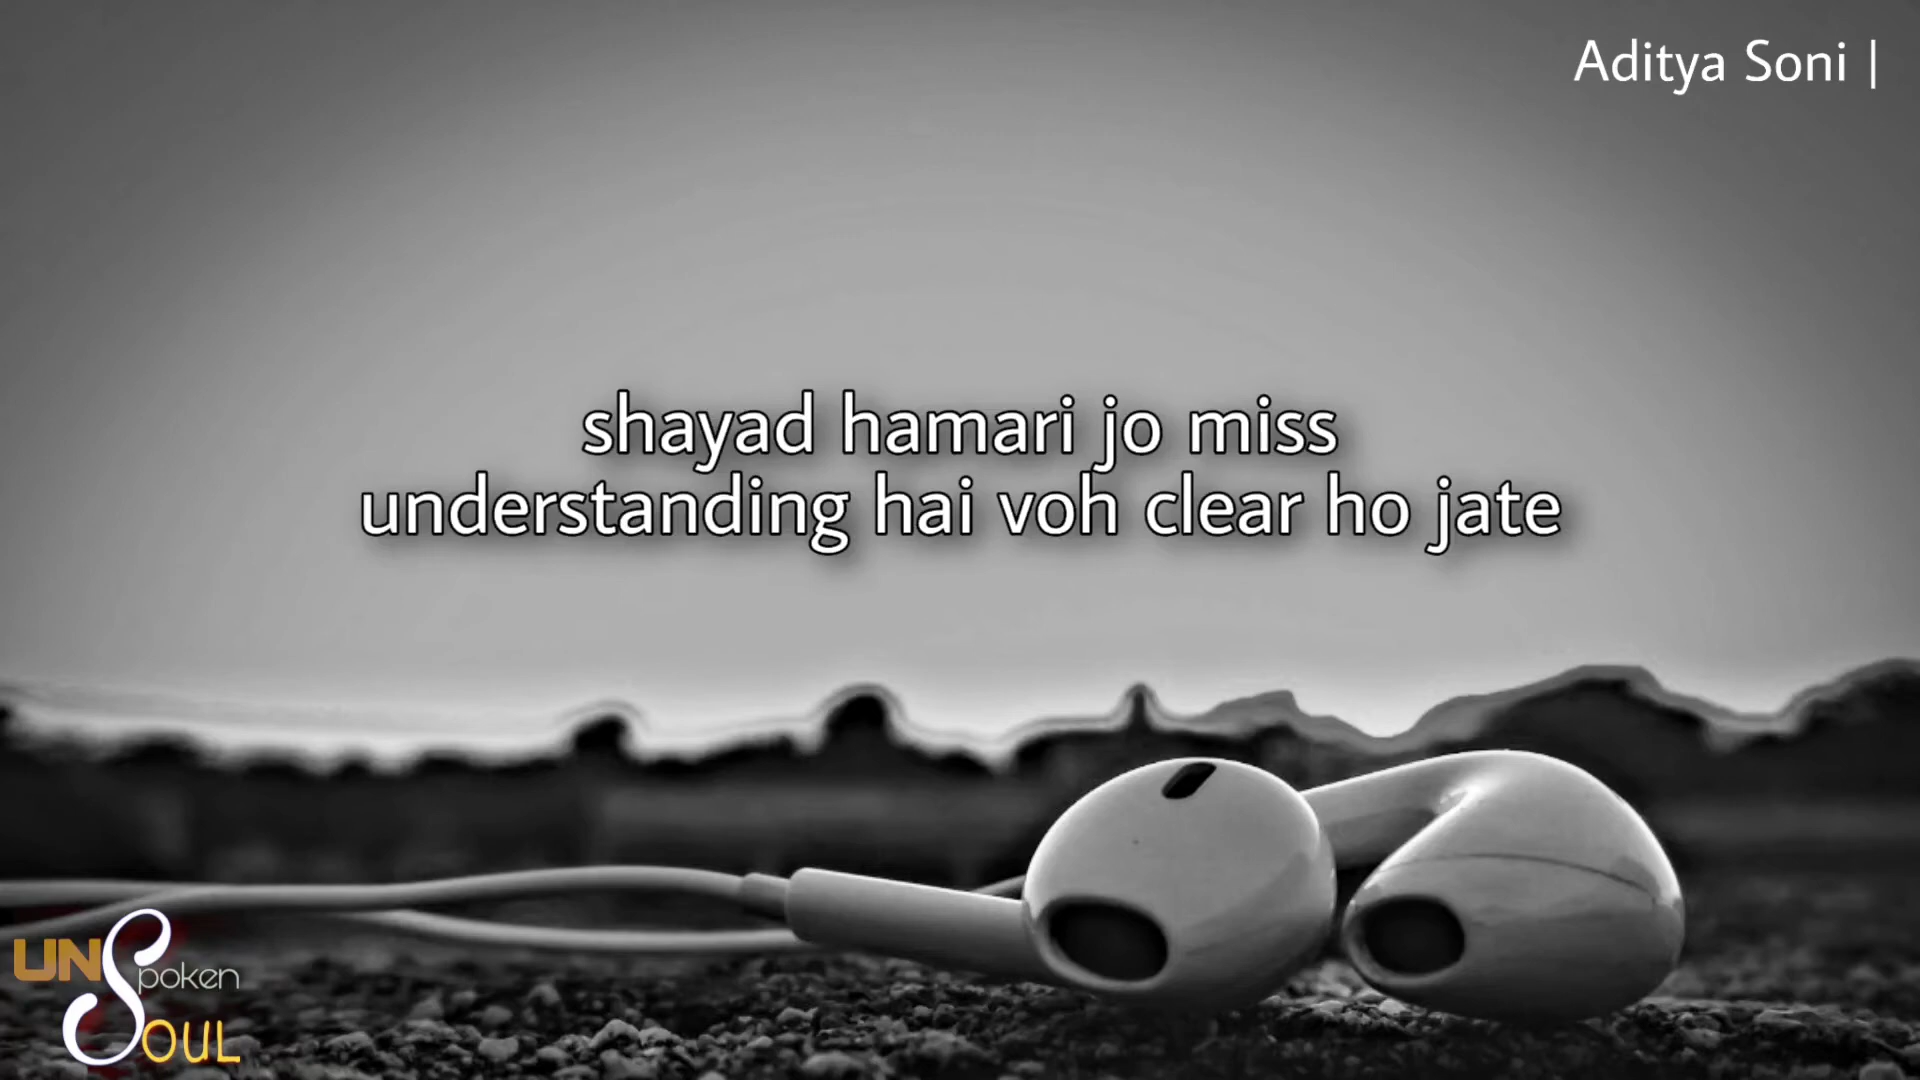 Aditya Soni |
shayad hamari jo miss
understanding hai voh clear ho jate
UNSpoken
SOUL